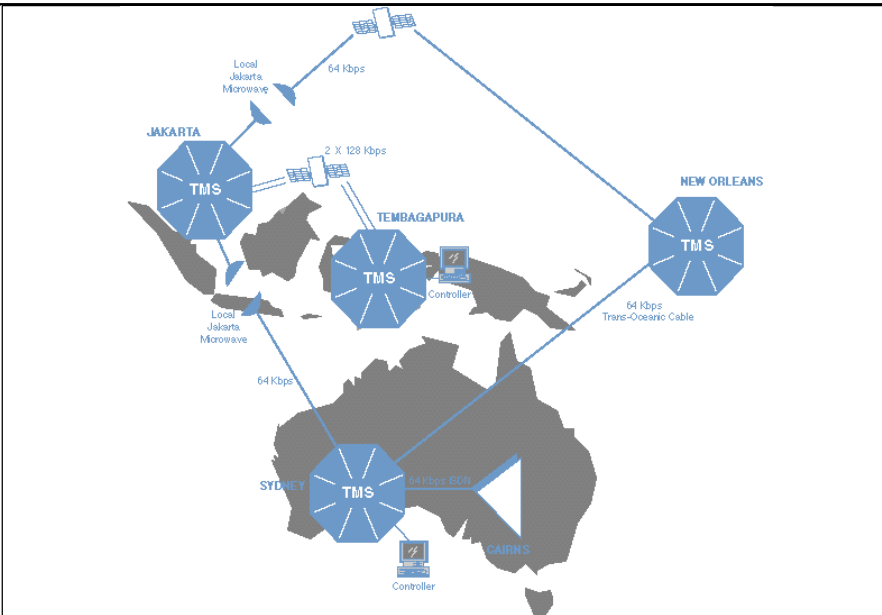 Local
Jakarta
Microwave
64 Kbps
JAKARTA
2 X 128 Kbps
TMS
NEW ORLEANS
TEMBAGAPURA
TMS
TMS
Controller
Local
Jakarta
Microwave
64 Kbps
Trans-Oceanic Cable
64 Kbps
SYDNEY
TMS
64 Kbps ISDN
CAIRNS
Controller